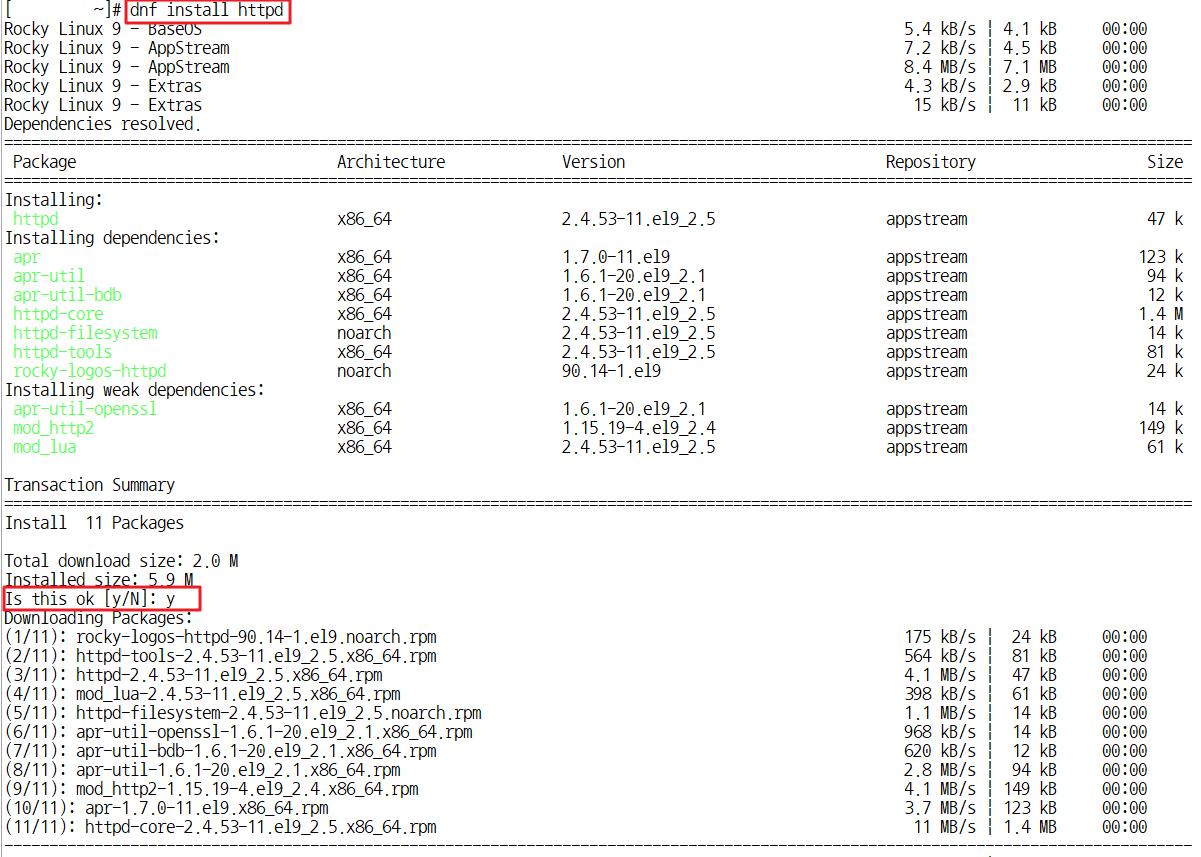 [ ~]# dnf install httpd
Rocky Linux 9 - BaseOS 5.4 kB/s | 4.1 kB 00:00
Rocky Linux 9 - AppStream 7.2 kB/s | 4.5 kB 00:00
Rocky Linux 9 - AppStream 8.4 MB/s | 7.1 MB 00:00
Rocky Linux 9 - Extras 4.3 kB/s | 2.9 kB 00:00
Rocky Linux 9 - Extras 15 kB/s | 11 kB 00:00
Dependencies resolved.
Package Architecture Version Repository Size
Installing:
httpd x86_64 2.4.53-11.el9_2.5 appstream 47 k
Installing dependencies:
apr x86_64 1.7.0-11.el9 appstream 123 k
apr-util x86_64 1.6.1-20.el9_2.1 appstream 94 k
apr-util-bdb x86_64 1.6.1-20.el9_2.1 appstream 12 k
httpd-core x86_64 2.4.53-11.el9_2.5 appstream 1.4 M
httpd-filesystem noarch 2.4.53-11.el9_2.5 appstream 14 k
httpd-tools x86_64 2.4.53-11.el9_2.5 appstream 81 k
rocky-logos-httpd noarch 90.14-1.el9 appstream 24 k
Installing weak dependencies:
apr-util-openssl x86_64 1.6.1-20.el9_2.1 appstream 14 k
mod_http2 x86_64 1.15.19-4.el9_2.4 appstream 149 k
mod_lua x86_64 2.4.53-11.el9_2.5 appstream 61 k
Transaction Summary
Install 11 Packages
Total download size: 2.0 M
Installed size: 5.9 M
Is this ok [y/N]: y
Downloading Packages:
(1/11): rocky-logos-httpd-90.14-1.el9.noarch.rpm 175 kB/s | 24 kB 00:00
(2/11): httpd-tools-2.4.53-11.el9_2.5.x86_64.rpm 564 kB/s | 81 kB 00:00
(3/11): httpd-2.4.53-11.el9_2.5.x86_64.rpm 4.1 MB/s | 47 kB 00:00
(4/11): mod_lua-2.4.53-11.el9_2.5.x86_64.rpm 398 kB/s | 61 kB 00:00
(5/11): httpd-filesystem-2.4.53-11.el9_2.5.noarch.rpm 1.1 MB/s | 14 kB 00:00
(6/11): apr-util-openssl-1.6.1-20.el9_2.1.x86_64.rpm 968 kB/s | 14 kB 00:00
(7/11): apr-util-bdb-1.6.1-20.el9_2.1.x86_64.rpm 620 kB/s | 12 kB 00:00
(8/11): apr-util-1.6.1-20.el9_2.1.x86_64.rpm 2.8 MB/s | 94 kB 00:00
(9/11): mod_http2-1.15.19-4.el9_2.4.x86_64.rpm 4.1 MB/s | 149 kB 00:00
(10/11): apr-1.7.0-11.el9.x86_64.rpm 3.7 MB/s | 123 kB 00:00
(11/11): httpd-core-2.4.53-11.el9_2.5.x86_64.rpm 11 MB/s | 1.4 MB 00:00